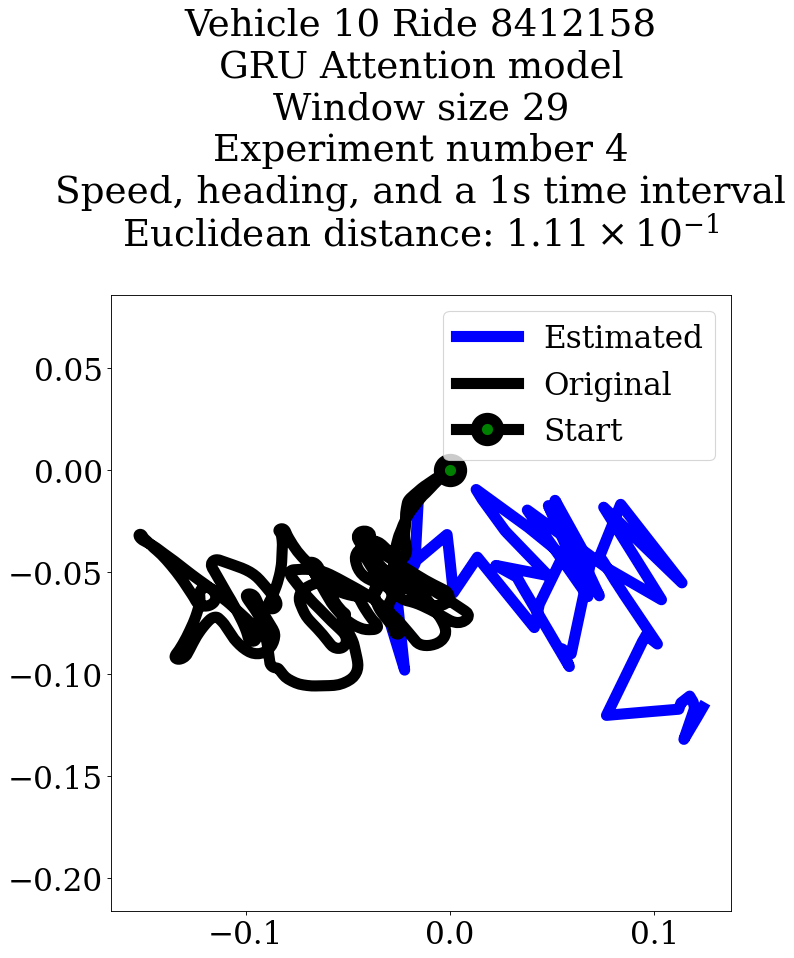 Vehicle 10 Ride 8412158
GRU Attention model
Window size 29
Experiment number 4
Speed, heading, and a 1s time interval
Euclidean distance: 1.11 × 10⁻¹
Estimated
Original
Start
0.05
0.00
−0.05
−0.10
−0.15
−0.20
−0.1 0.0 0.1